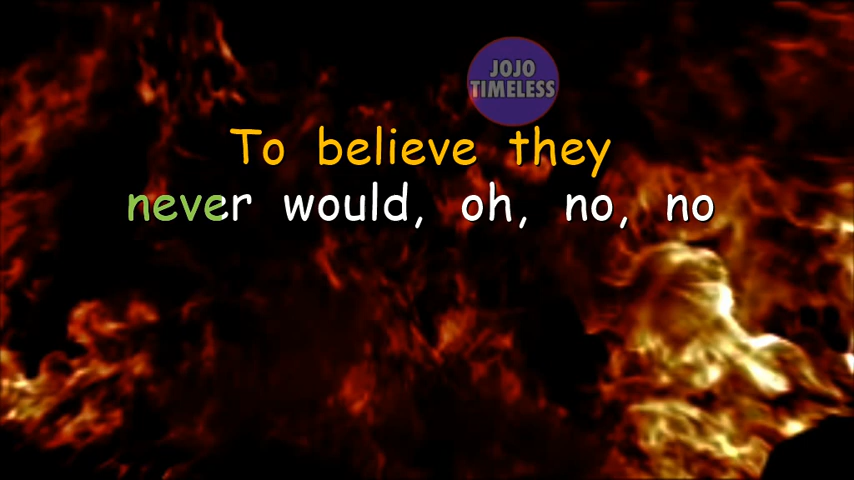 JOJO
TIMELESS
To believe they
never would, oh, no, no